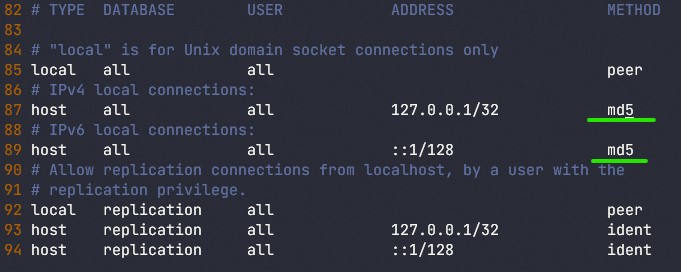 82 # TYPE  DATABASE        USER            ADDRESS                 METHOD
83
84 # "local" is for Unix domain socket connections only
85 local   all             all                                     peer
86 # IPv4 local connections:
87 host    all             all             127.0.0.1/32            md5
88 # IPv6 local connections:
89 host    all             all             ::1/128                 md5
90 # Allow replication connections from localhost, by a user with the
91 # replication privilege.
92 local   replication     all                                     peer
93 host    replication     all             127.0.0.1/32            ident
94 host    replication     all             ::1/128                 ident